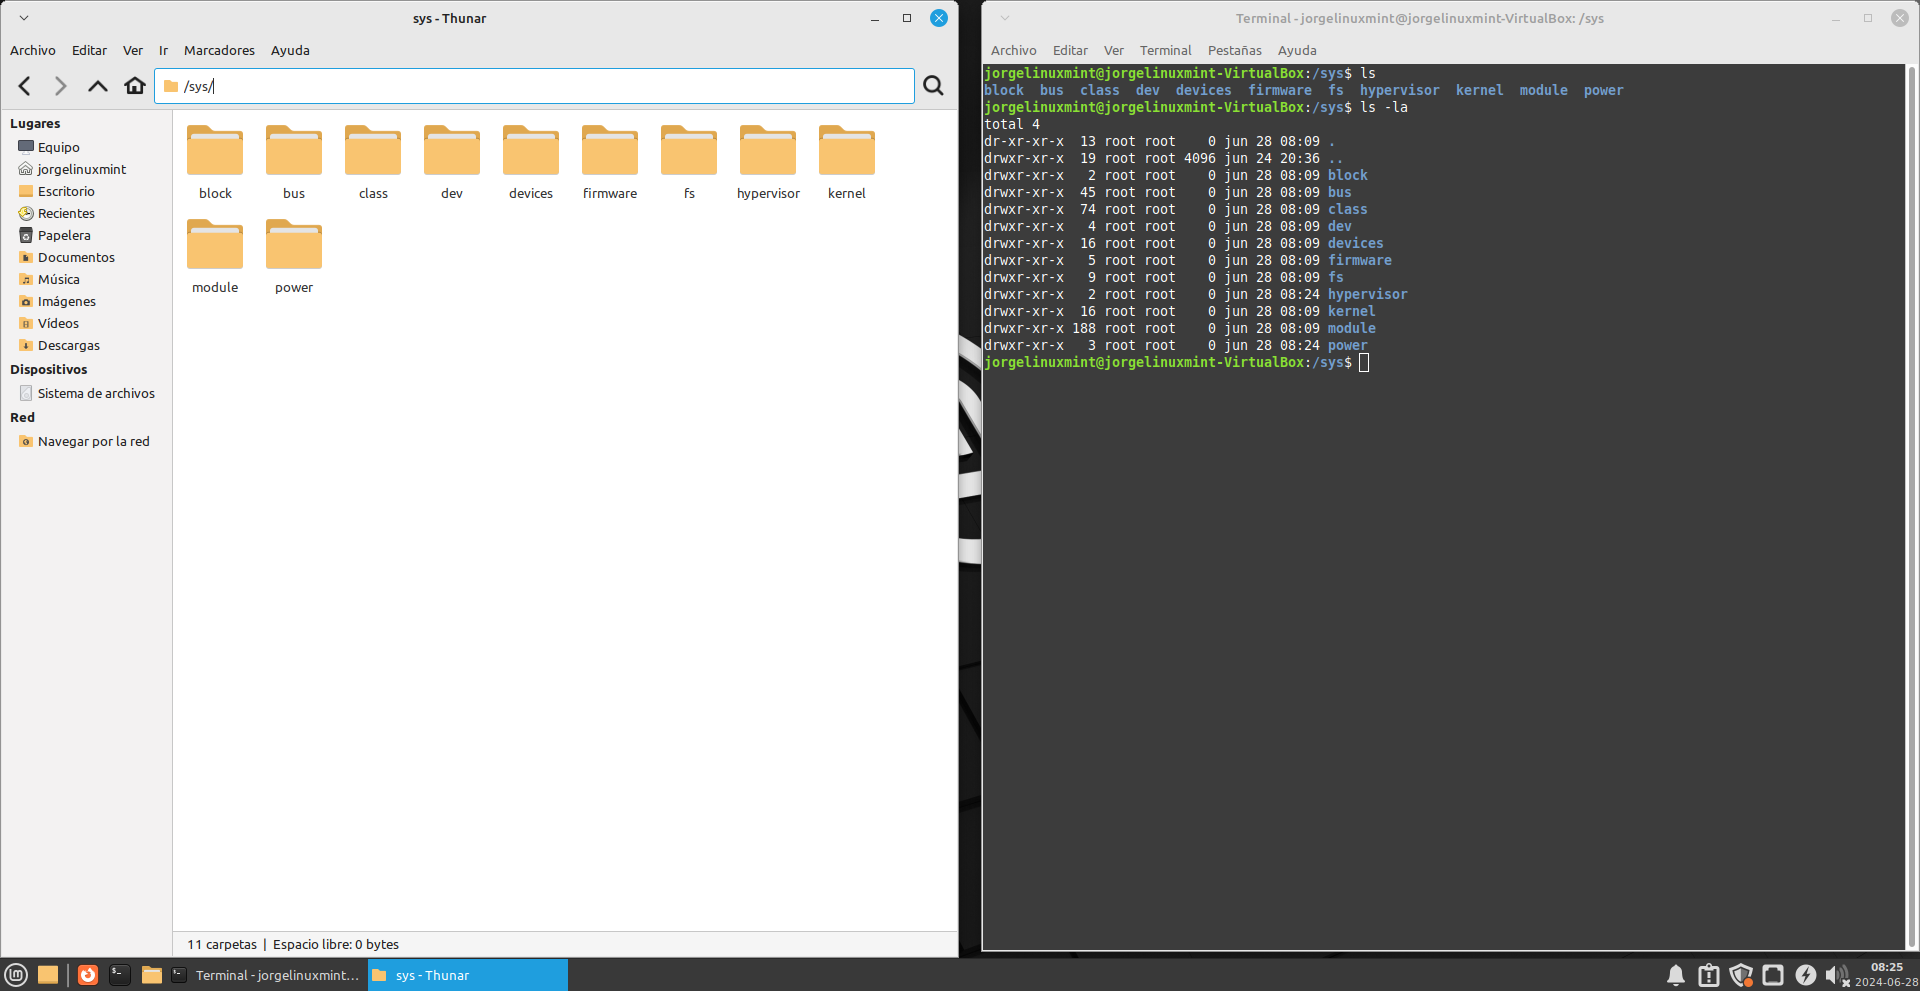 sys - Thunar
Archivo Editar Ver Ir Marcadores Ayuda
/sys/
Lugares
Equipo
jorgelinuxmint
Escritorio
Recientes
Papelera
Documentos
Música
Imágenes
Vídeos
Descargas
Dispositivos
Sistema de archivos
Red
Navegar por la red
block bus class dev devices firmware fs hypervisor kernel
module power
11 carpetas | Espacio libre: 0 bytes
Terminal - jorgelinuxmint@jorgelinuxmint-VirtualBox: /sys
Archivo Editar Ver Terminal Pestañas Ayuda
jorgelinuxmint@jorgelinuxmint-VirtualBox:/sys$ ls
block bus class dev devices firmware fs hypervisor kernel module power
jorgelinuxmint@jorgelinuxmint-VirtualBox:/sys$ ls -la
total 4
dr-xr-xr-x 13 root root 0 jun 28 08:09 .
drwxr-xr-x 19 root root 4096 jun 24 20:36 ..
drwxr-xr-x 2 root root 0 jun 28 08:09 block
drwxr-xr-x 45 root root 0 jun 28 08:09 bus
drwxr-xr-x 74 root root 0 jun 28 08:09 class
drwxr-xr-x 4 root root 0 jun 28 08:09 dev
drwxr-xr-x 16 root root 0 jun 28 08:09 devices
drwxr-xr-x 5 root root 0 jun 28 08:09 firmware
drwxr-xr-x 9 root root 0 jun 28 08:09 fs
drwxr-xr-x 2 root root 0 jun 28 08:24 hypervisor
drwxr-xr-x 16 root root 0 jun 28 08:09 kernel
drwxr-xr-x 188 root root 0 jun 28 08:09 module
drwxr-xr-x 3 root root 0 jun 28 08:24 power
jorgelinuxmint@jorgelinuxmint-VirtualBox:/sys$
Terminal - jorgelinuxmint...
sys - Thunar
08:25
2024-06-28